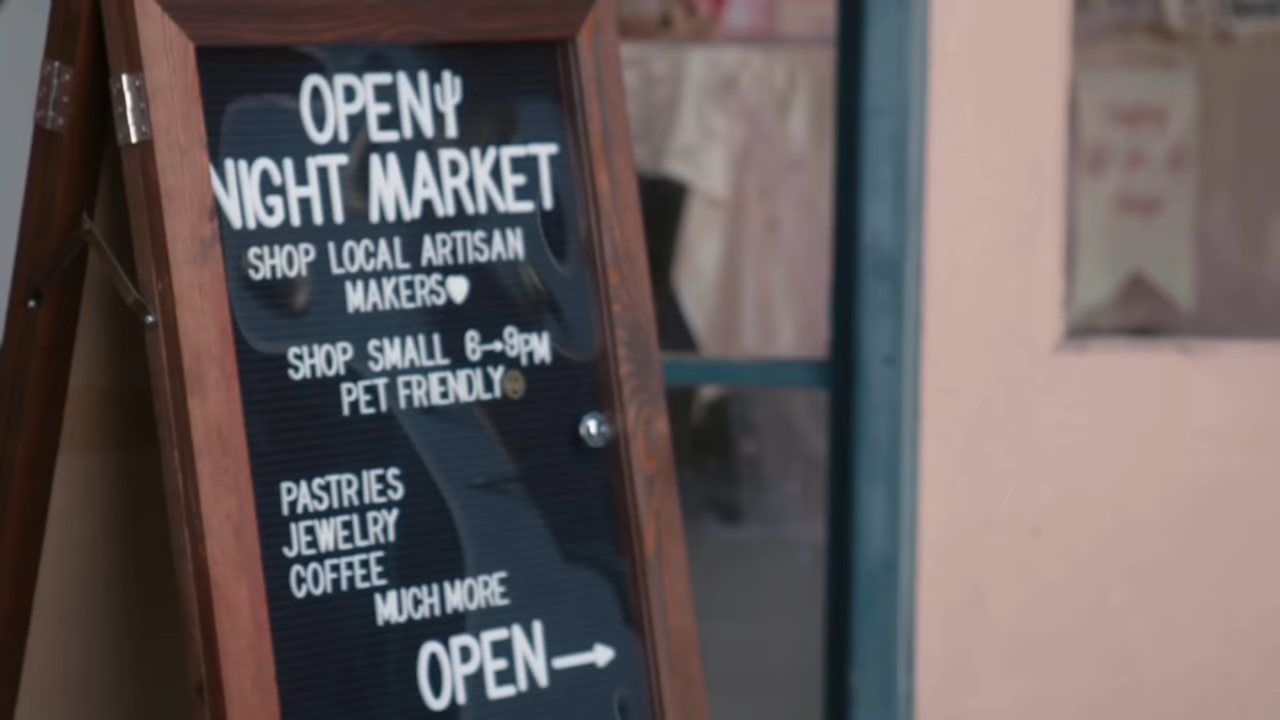 OPEN
NIGHT MARKET
SHOP LOCAL ARTISAN
MAKERS
SHOP SMALL 6→9PM
PET FRIENDLY
PASTRIES
JEWELRY
COFFEE
MUCH MORE
OPEN→